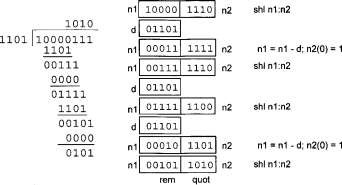 1010
1101 10000111
1101
00111
0000
01111
1101
00101
0000
0101
n1 10000 1110 n2 shl n1:n2
d 01101
n1 00011 1111 n2 n1 = n1 - d; n2(0) = 1
n1 00111 1110 n2 shl n1:n2
d 01101
n1 01111 1100 n2 shl n1:n2
d 01101
n1 00010 1101 n2 n1 = n1 - d; n2(0) = 1
n1 00101 1010 n2 shl n1:n2
rem quot